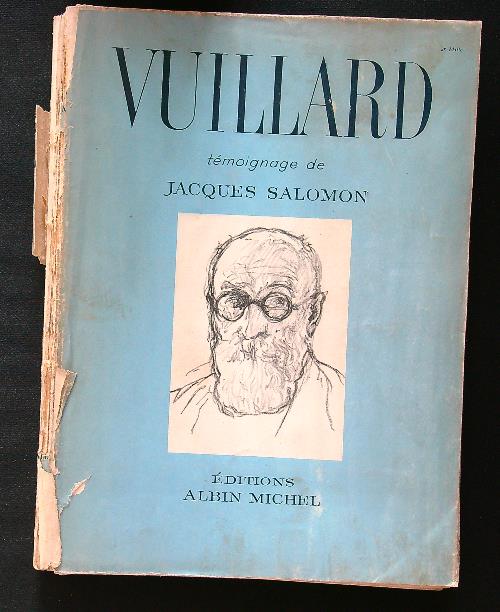 VUILLARD
témoignage de
JACQUES SALOMON
ÉDITIONS
ALBIN MICHEL